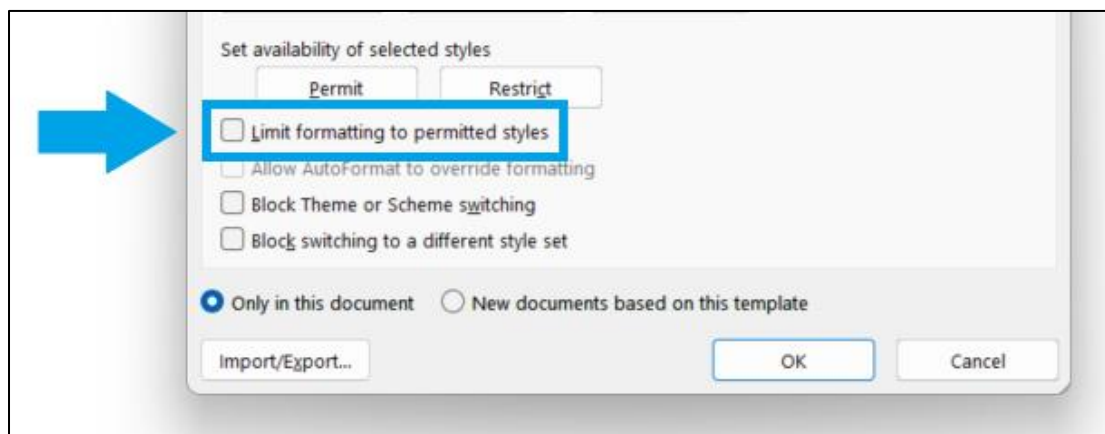 Set availability of selected styles
Permit Restrict
Limit formatting to permitted styles
Allow AutoFormat to override formatting
Block Theme or Scheme switching
Block switching to a different style set
Only in this document New documents based on this template
Import/Export... OK Cancel